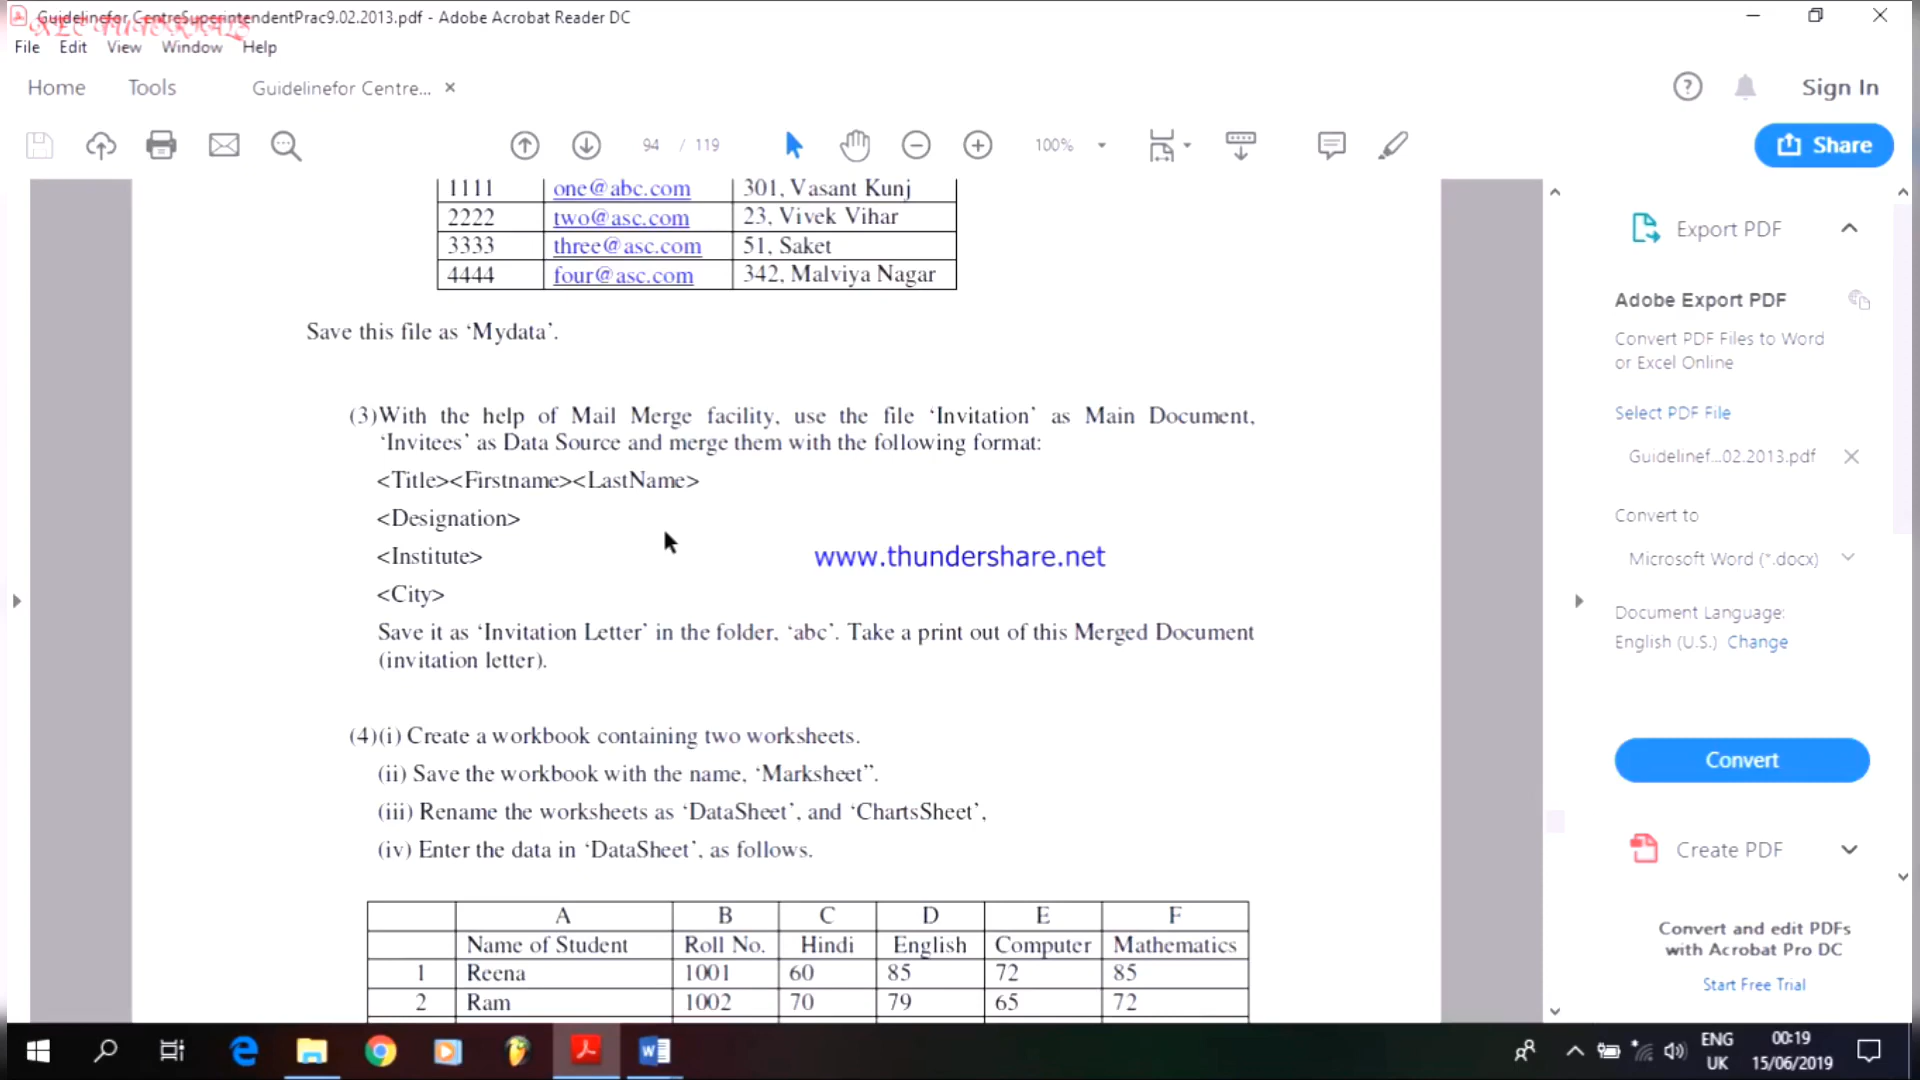 Guidelinefor CentreSuperintendentPrac9.02.2013.pdf - Adobe Acrobat Reader DC
File Edit View Window Help
Home Tools Guidelinefor Centre... ×
? Sign In
94 / 119 100% Share
1111 one@abc.com 301, Vasant Kunj
2222 two@asc.com 23, Vivek Vihar
3333 three@asc.com 51, Saket
4444 four@asc.com 342, Malviya Nagar
Save this file as ‘Mydata’.
(3)With the help of Mail Merge facility, use the file ‘Invitation’ as Main Document,
‘Invitees’ as Data Source and merge them with the following format:
<Title><Firstname><LastName>
<Designation>
<Institute>
<City>
www.thundershare.net
Save it as ‘Invitation Letter’ in the folder, ‘abc’. Take a print out of this Merged Document
(invitation letter).
(4)(i) Create a workbook containing two worksheets.
(ii) Save the workbook with the name, ‘Marksheet”.
(iii) Rename the worksheets as ‘DataSheet’, and ‘ChartsSheet’,
(iv) Enter the data in ‘DataSheet’, as follows.
A B C D E F
Name of Student Roll No. Hindi English Computer Mathematics
1 Reena 1001 60 85 72 85
2 Ram 1002 70 79 65 72
Export PDF
Adobe Export PDF
Convert PDF Files to Word
or Excel Online
Select PDF File
Guidelinef...02.2013.pdf
Convert to
Microsoft Word (*.docx)
Document Language:
English (U.S.) Change
Convert
Create PDF
Convert and edit PDFs
with Acrobat Pro DC
Start Free Trial
ENG
UK
00:19
15/06/2019